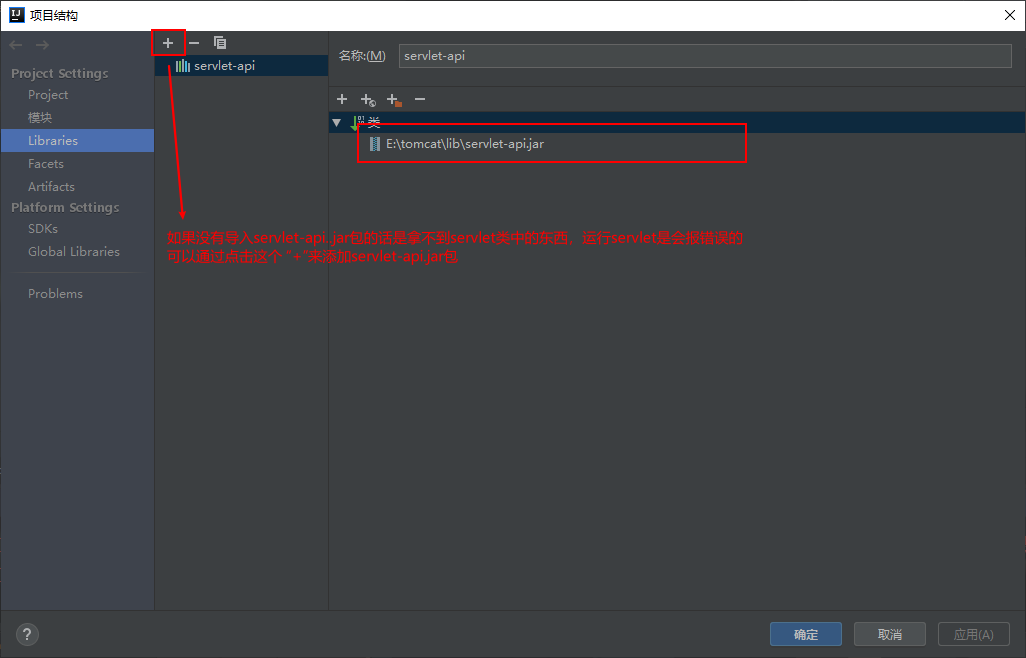 项目结构
Project Settings
Project
模块
Libraries
Facets
Artifacts
Platform Settings
SDKs
Global Libraries
Problems
servlet-api
名称:(M)
servlet-api
类
E:\tomcat\lib\servlet-api.jar
如果没有导入servlet-api.jar包的话是拿不到servlet类中的东西，运行servlet是会报错误的
可以通过点击这个 “+”来添加servlet-api.jar包
?
确定
取消
应用(A)